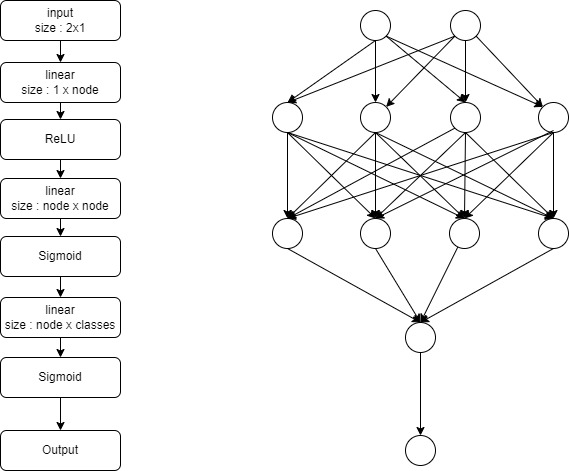 input
size : 2x1
linear
size : 1 x node
ReLU
linear
size : node x node
Sigmoid
linear
size : node x classes
Sigmoid
Output